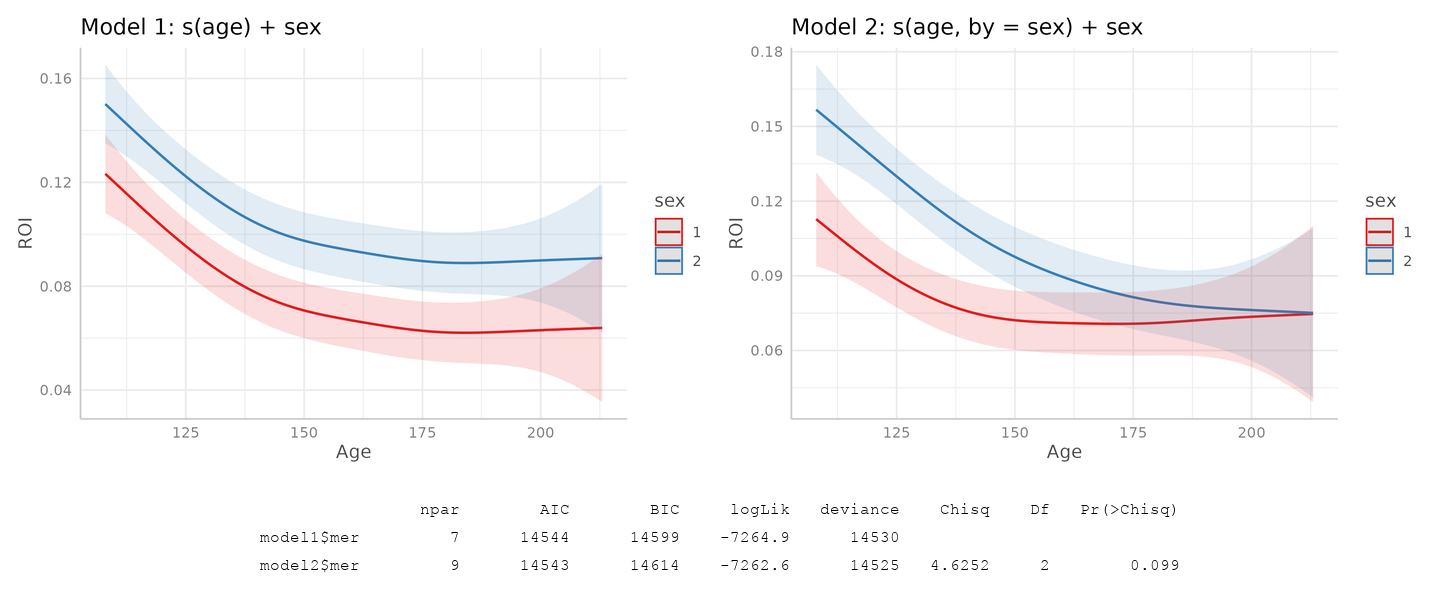 Model 1: s(age) + sex
0.16
0.12
0.08
0.04
ROI
125 150 175 200
Age
sex
1
2
Model 2: s(age, by = sex) + sex
0.18
0.15
0.12
0.09
0.06
ROI
125 150 175 200
Age
sex
1
2
npar AIC BIC logLik deviance Chisq Df Pr(>Chisq)
model1$mer 7 14544 14599 -7264.9 14530
model2$mer 9 14543 14614 -7262.6 14525 4.6252 2 0.099